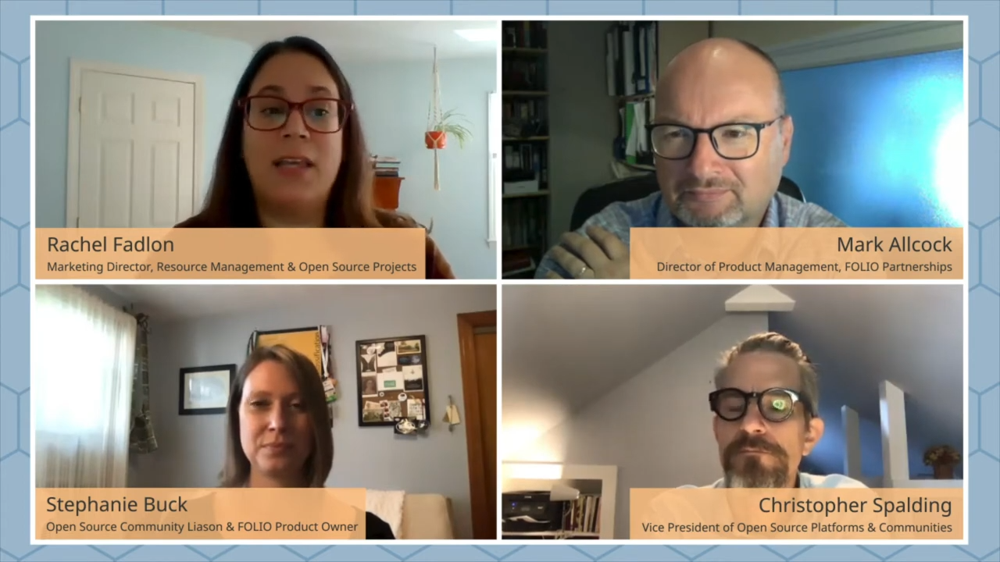 Rachel Fadlon
Marketing Director, Resource Management & Open Source Projects
Mark Allcock
Director of Product Management, FOLIO Partnerships
Stephanie Buck
Open Source Community Liason & FOLIO Product Owner
Christopher Spalding
Vice President of Open Source Platforms & Communities